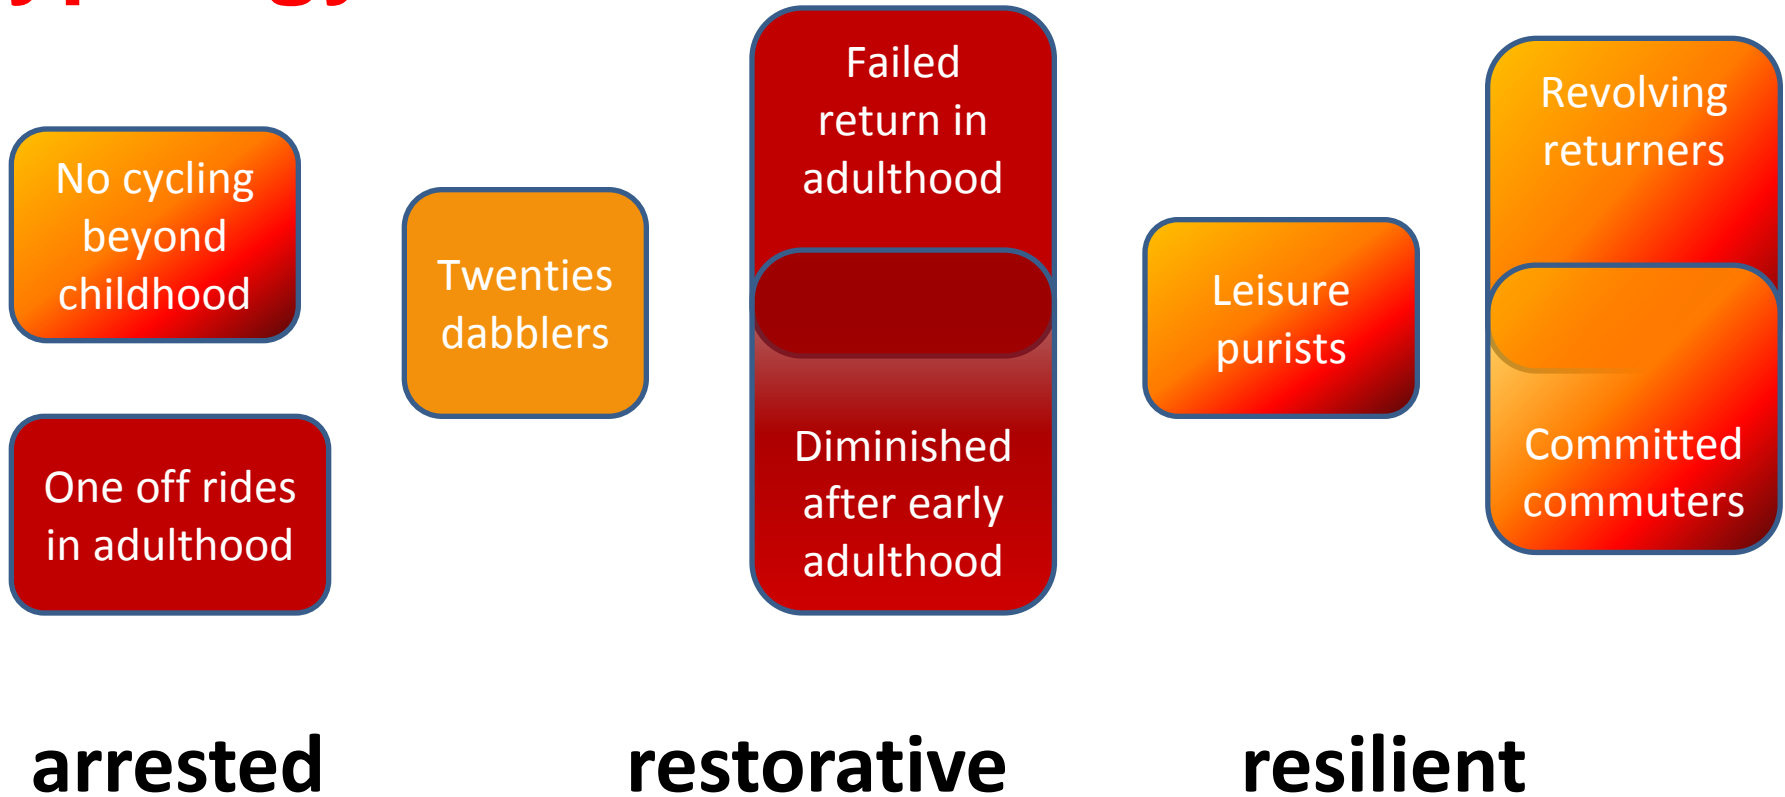 No cycling
beyond
childhood
One off rides
in adulthood
Twenties
dabblers
Failed
return in
adulthood
Diminished
after early
adulthood
Leisure
purists
Revolving
returners
Committed
commuters
arrested
restorative
resilient